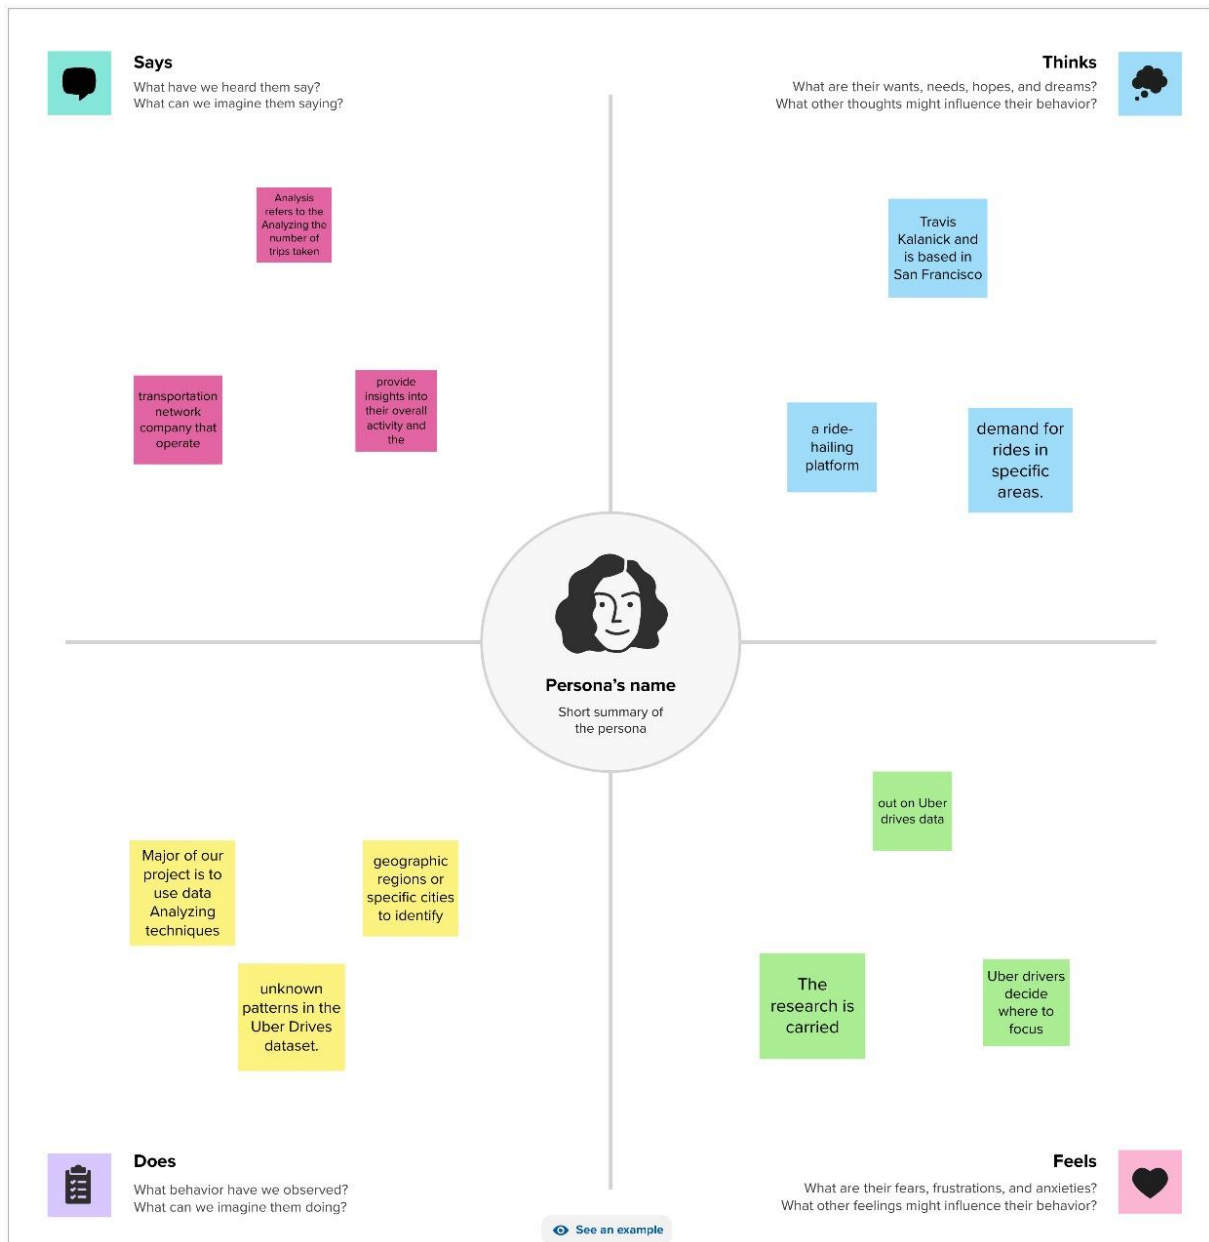 Says
What have we heard them say?
What can we imagine them saying?
Thinks
What are their wants, needs, hopes, and dreams?
What other thoughts might influence their behavior?
Analysis
refers to the
Analyzing the
number of
trips taken
transportation
network
company that
operate
provide
insights into
their overall
activity and
the
Travis
Kalanick and
is based in
San Francisco
a ride-
hailing
platform
demand for
rides in
specific
areas.
Persona's name
Short summary of
the persona
Major of our
project is to
use data
Analyzing
techniques
geographic
regions or
specific cities
to identify
unknown
patterns in the
Uber Drives
dataset.
out on Uber
drives data
The
research is
carried
Uber drivers
decide
where to
focus
Does
What behavior have we observed?
What can we imagine them doing?
Feels
What are their fears, frustrations, and anxieties?
What other feelings might influence their behavior?
See an example